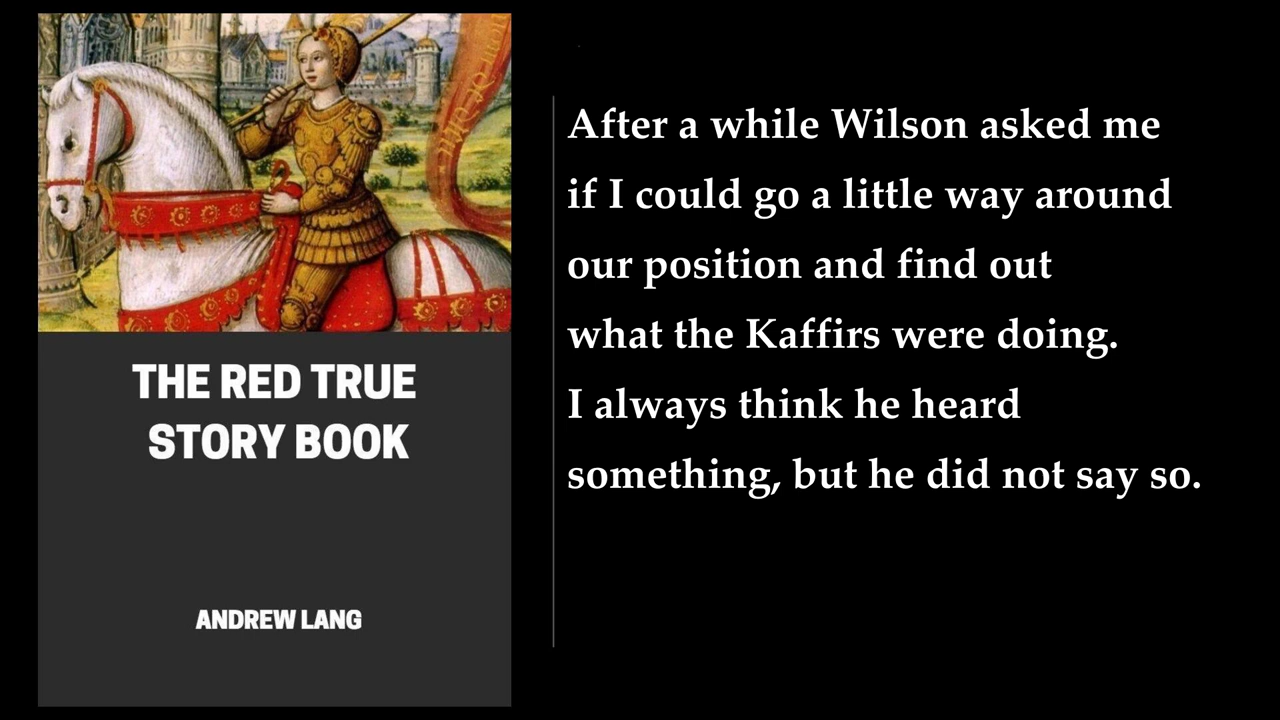 THE RED TRUE
STORY BOOK
ANDREW LANG
After a while Wilson asked me
if I could go a little way around
our position and find out
what the Kaffirs were doing.
I always think he heard
something, but he did not say so.